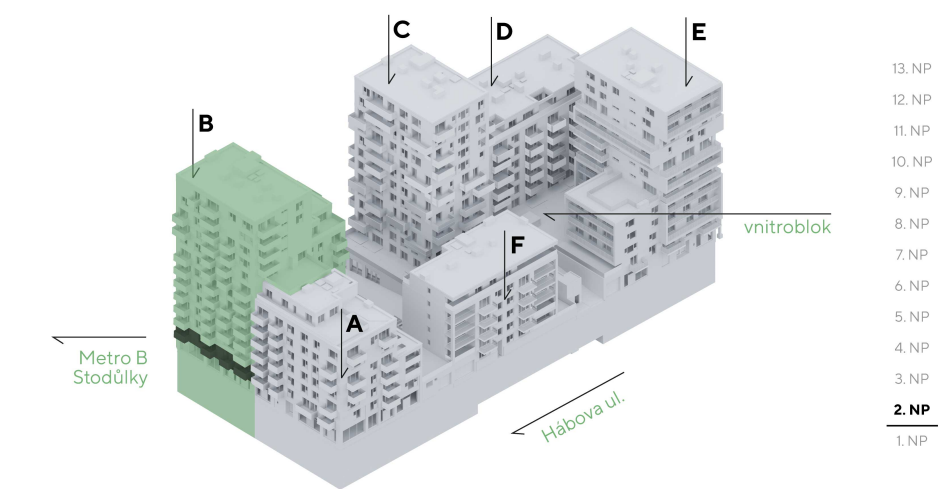 C
D
E
B
F
A
vnitroblok
Metro B
Stodůlky
Hábova ul.
13. NP
12. NP
11. NP
10. NP
9. NP
8. NP
7. NP
6. NP
5. NP
4. NP
3. NP
2. NP
1. NP